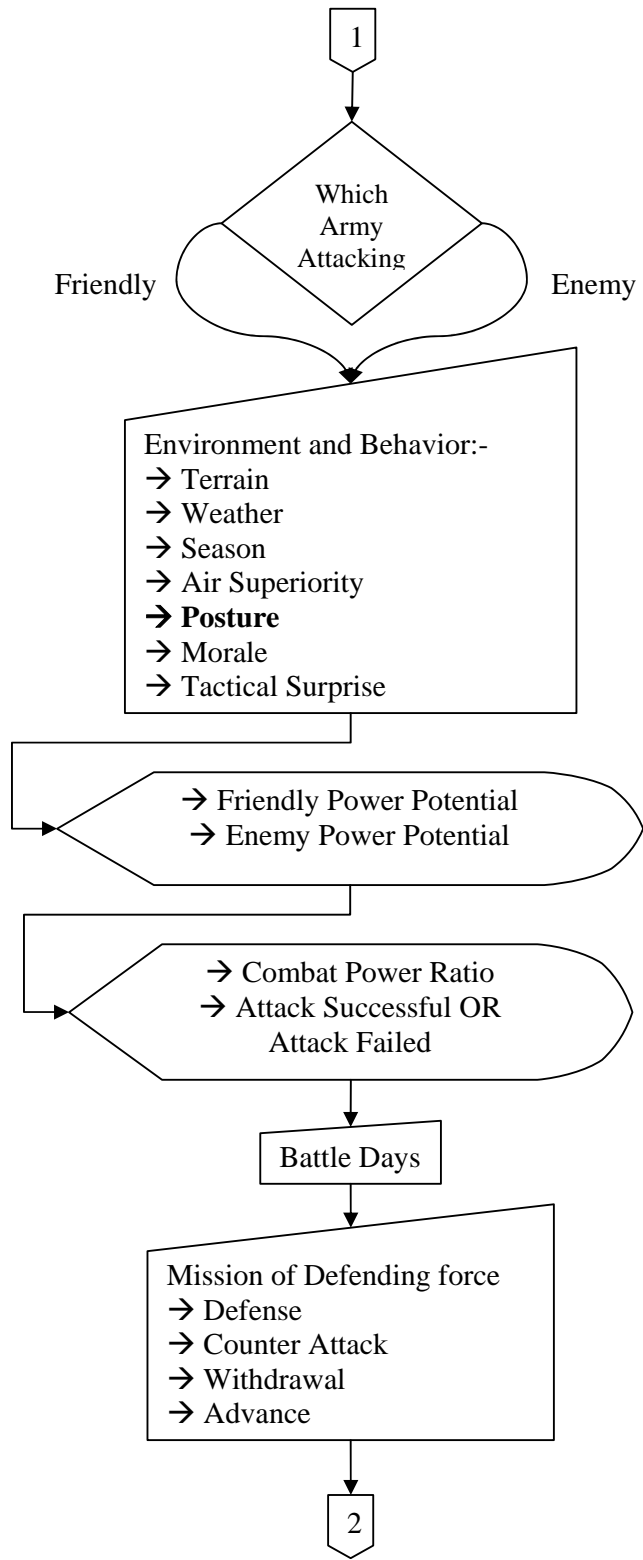 1
Which
Army
Attacking
Friendly
Enemy
Environment and Behavior:-
→ Terrain
→ Weather
→ Season
→ Air Superiority
→ Posture
→ Morale
→ Tactical Surprise
→ Friendly Power Potential
→ Enemy Power Potential
→ Combat Power Ratio
→ Attack Successful OR
Attack Failed
Battle Days
Mission of Defending force
→ Defense
→ Counter Attack
→ Withdrawal
→ Advance
2